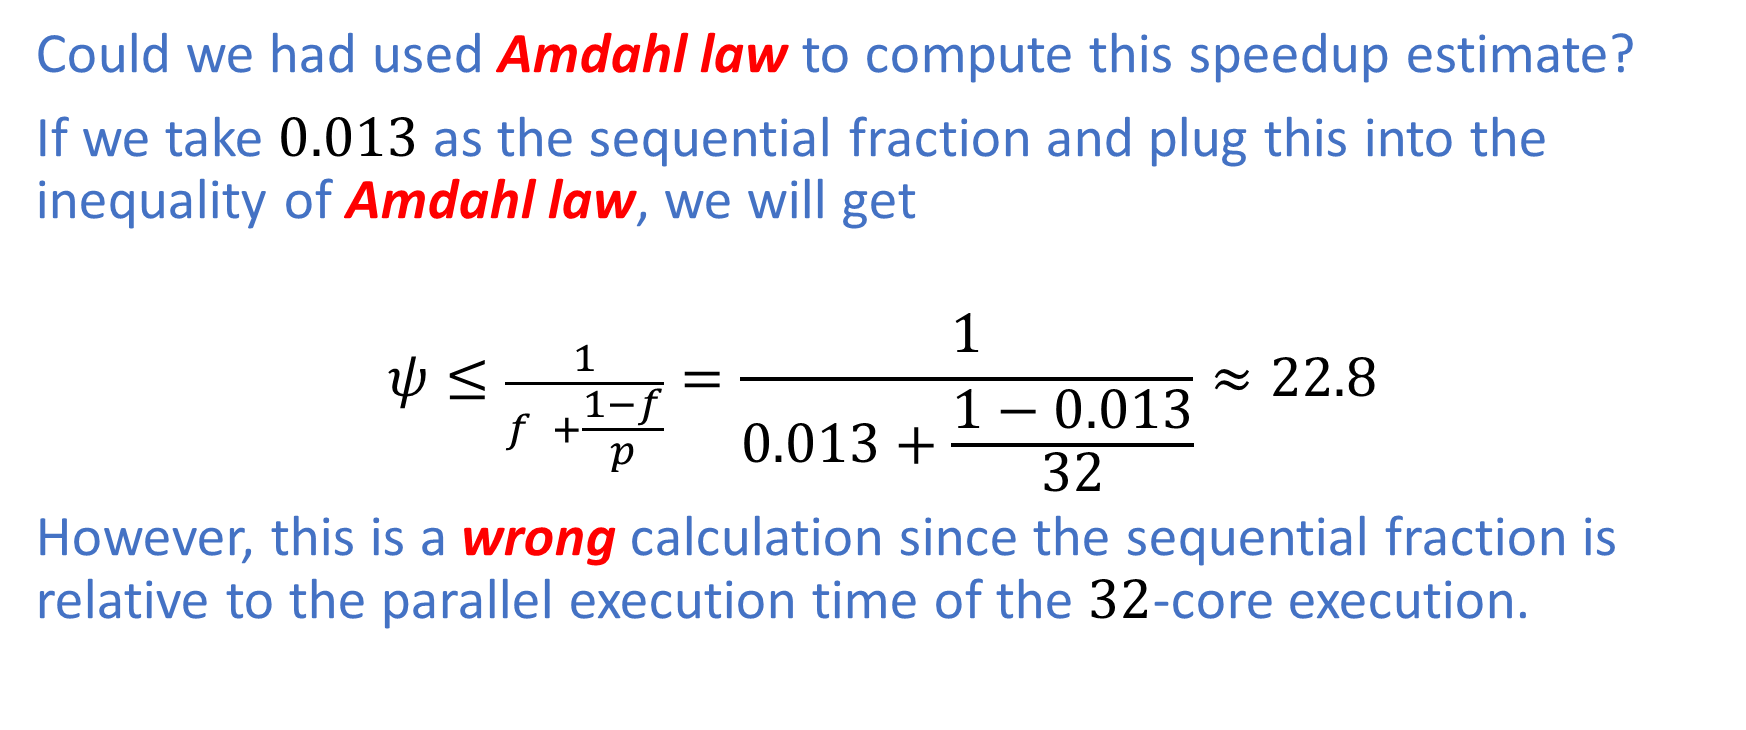 Could we had used Amdahl law to compute this speedup estimate?
If we take 0.013 as the sequential fraction and plug this into the
inequality of Amdahl law, we will get
ψ ≤ 1/(f + (1−f)/p) = 1/(0.013 + (1 − 0.013)/32) ≈ 22.8
However, this is a wrong calculation since the sequential fraction is
relative to the parallel execution time of the 32-core execution.